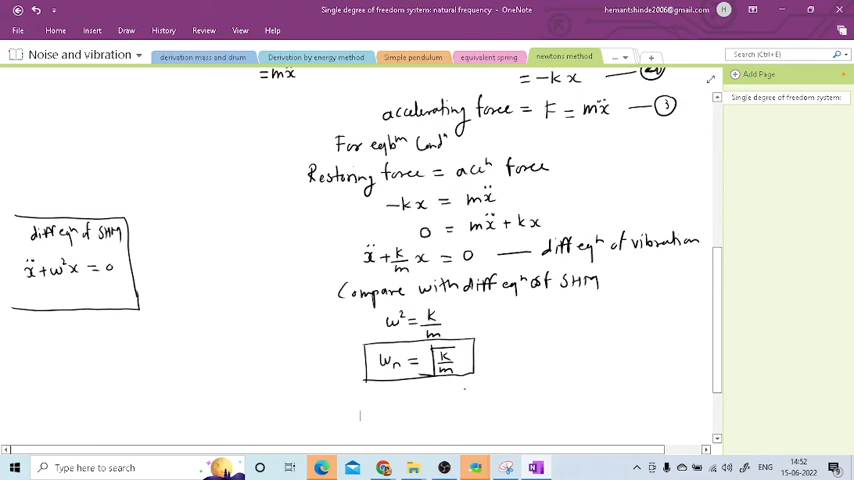 Single degree of freedom system: natural frequency - OneNote
hemantshinde2006@gmail.com
H
File Home Insert Draw History Review View Help
Noise and vibration
derivation mass and drum
Derivation by energy method
Simple pendulum
equivalent spring
newtons method
Search (Ctrl+E)
Add Page
Single degree of freedom system:
=mẍ
= -kx —
accelerating force = F = mẍ — ③
For eqbᵐ Condⁿ
Restoring force = accⁿ force
-kx = mẍ
0 = mẍ + kx
ẍ + k/m x = 0 — diff eqⁿ of vibration
Compare with diff eqⁿ of SHM
ω² = k/m
ωn = √k/m
diff eqⁿ of SHM
ẍ + ω²x = 0
Type here to search
ENG
14:52
15-06-2022